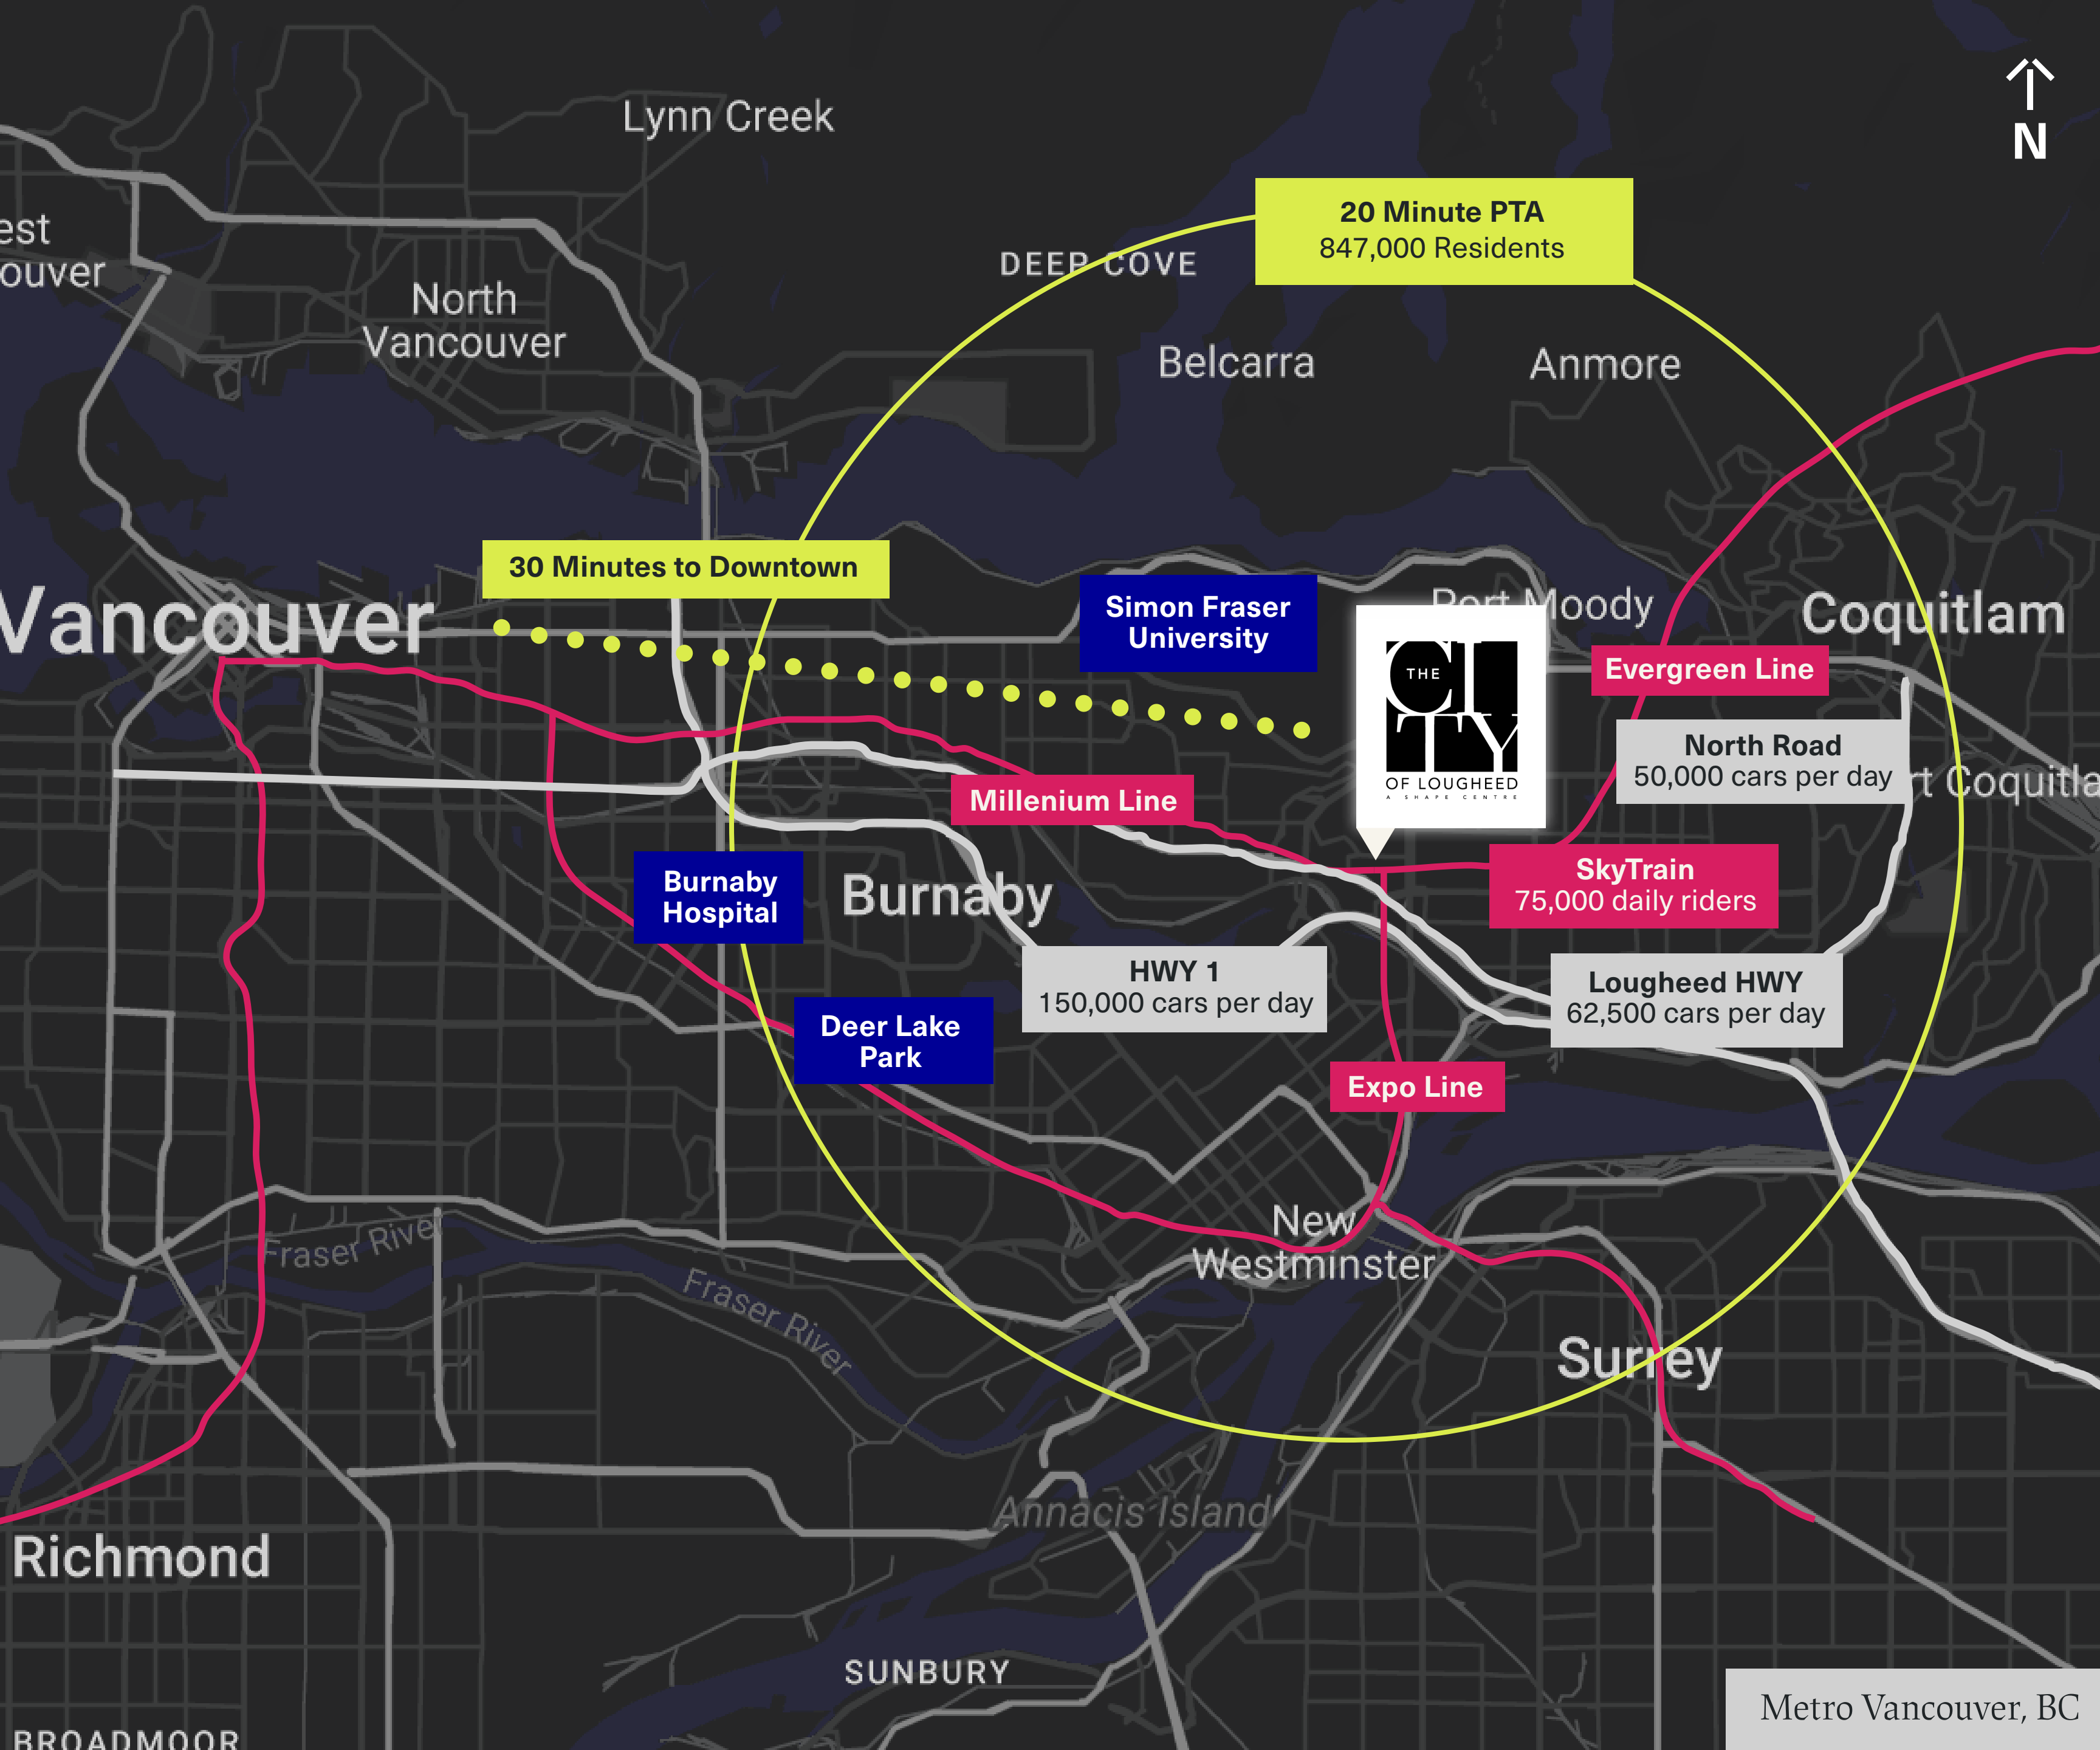 Lynn Creek
N
20 Minute PTA
847,000 Residents
est
ouver
DEEP COVE
North
Vancouver
Belcarra
Anmore
30 Minutes to Downtown
Simon Fraser
University
Port Moody
Vancouver
Coquitlam
THE
CITY
OF LOUGHEED
A SHAPE CENTRE
Evergreen Line
North Road
50,000 cars per day
rt Coquitla
Millenium Line
Burnaby
Hospital
Burnaby
SkyTrain
75,000 daily riders
HWY 1
150,000 cars per day
Lougheed HWY
62,500 cars per day
Deer Lake
Park
Expo Line
Fraser River
New
Westminster
Fraser River
Surrey
Annacis Island
Richmond
SUNBURY
Metro Vancouver, BC
BROADMOOR